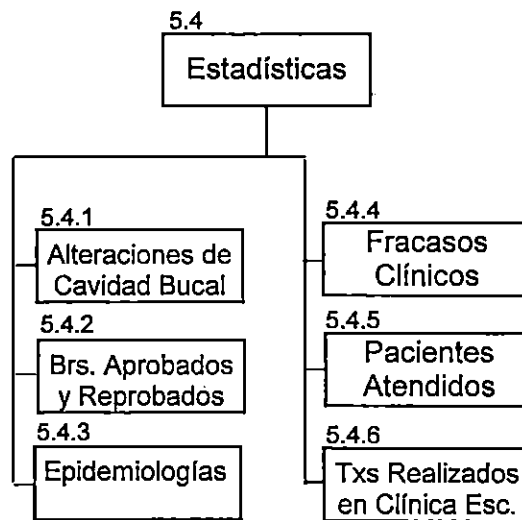 5.4
Estadísticas
5.4.1
Alteraciones de
Cavidad Bucal
5.4.2
Brs. Aprobados
y Reprobados
5.4.3
Epidemiologías
5.4.4
Fracasos
Clínicos
5.4.5
Pacientes
Atendidos
5.4.6
Txs Realizados
en Clínica Esc.